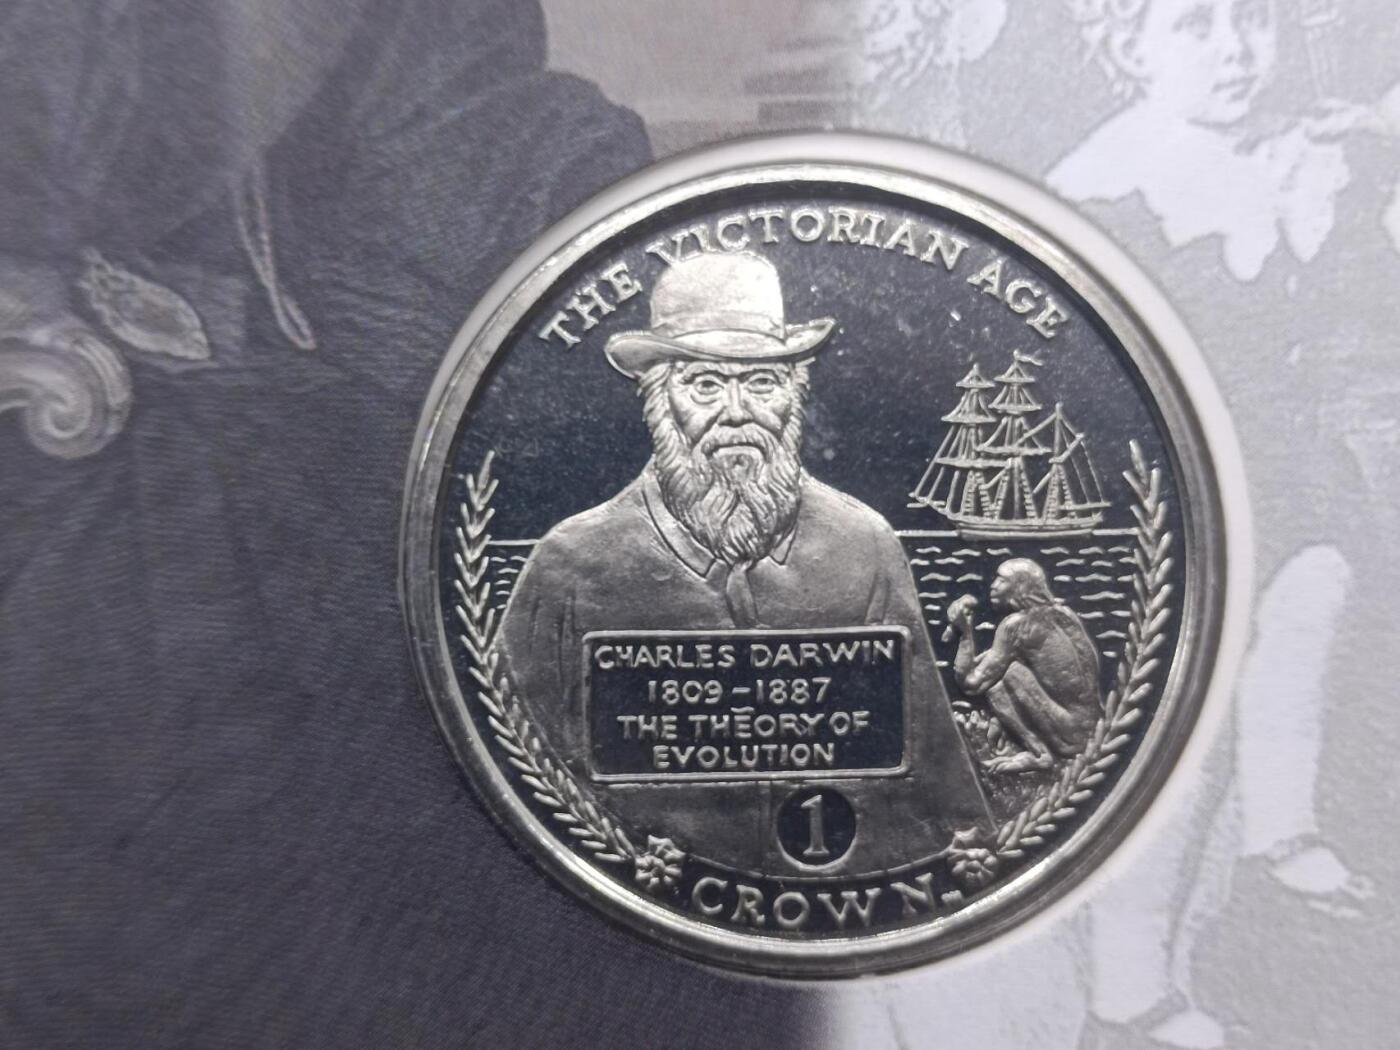 THE VICTORIAN AGE
CHARLES DARWIN
1809-1887
THE THEORY OF
EVOLUTION
1
CROWN